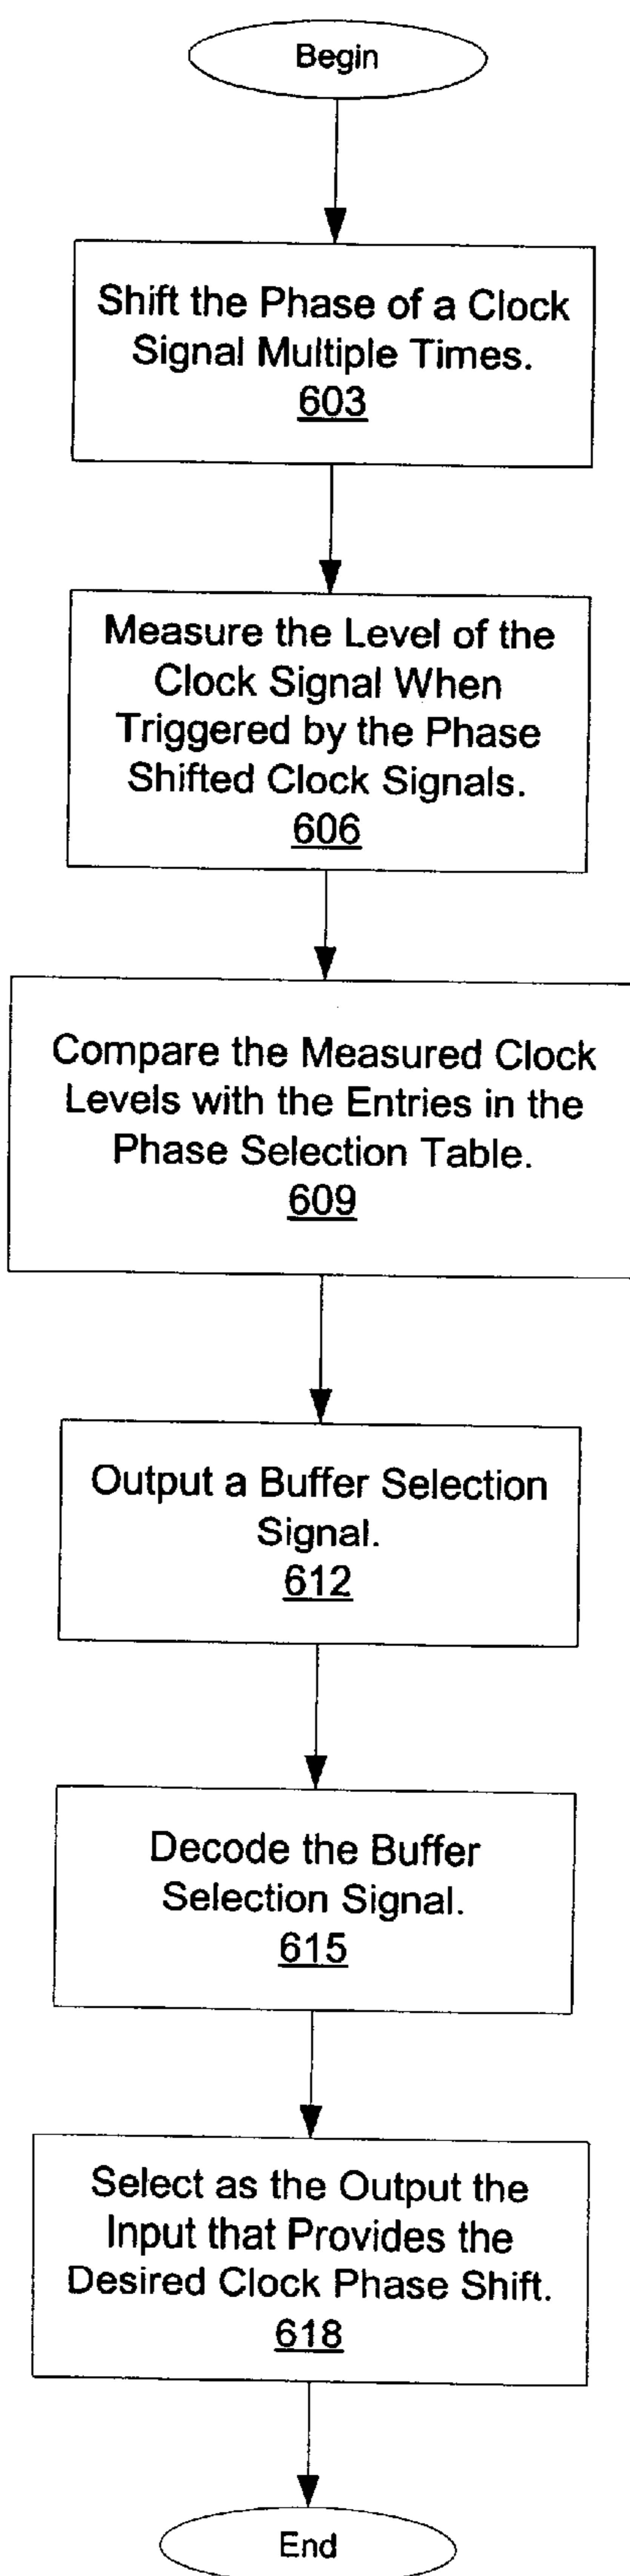 Begin
Shift the Phase of a Clock
Signal Multiple Times.
603
Measure the Level of the
Clock Signal When
Triggered by the Phase
Shifted Clock Signals.
606
Compare the Measured Clock
Levels with the Entries in the
Phase Selection Table.
609
Output a Buffer Selection
Signal.
612
Decode the Buffer
Selection Signal.
615
Select as the Output the
Input that Provides the
Desired Clock Phase Shift.
618
End